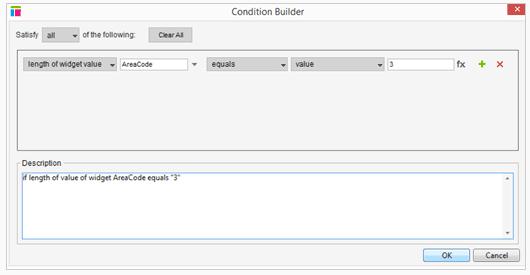 Condition Builder
Satisfy all of the following: Clear All
length of widget value AreaCode equals value 3 fx
Description
if length of value of widget AreaCode equals "3"
OK Cancel